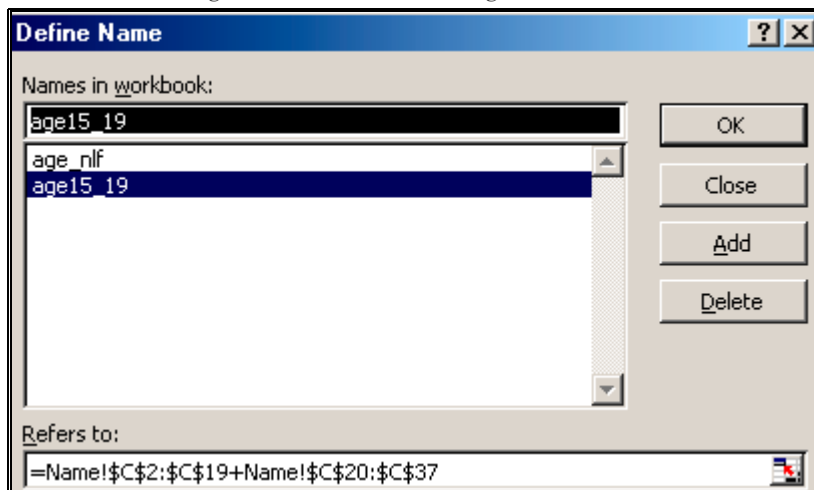 Define Name
Names in workbook:
age15_19
OK
age_nlf
age15_19
Close
Add
Delete
Refers to:
=Name!$C$2:$C$19+Name!$C$20:$C$37